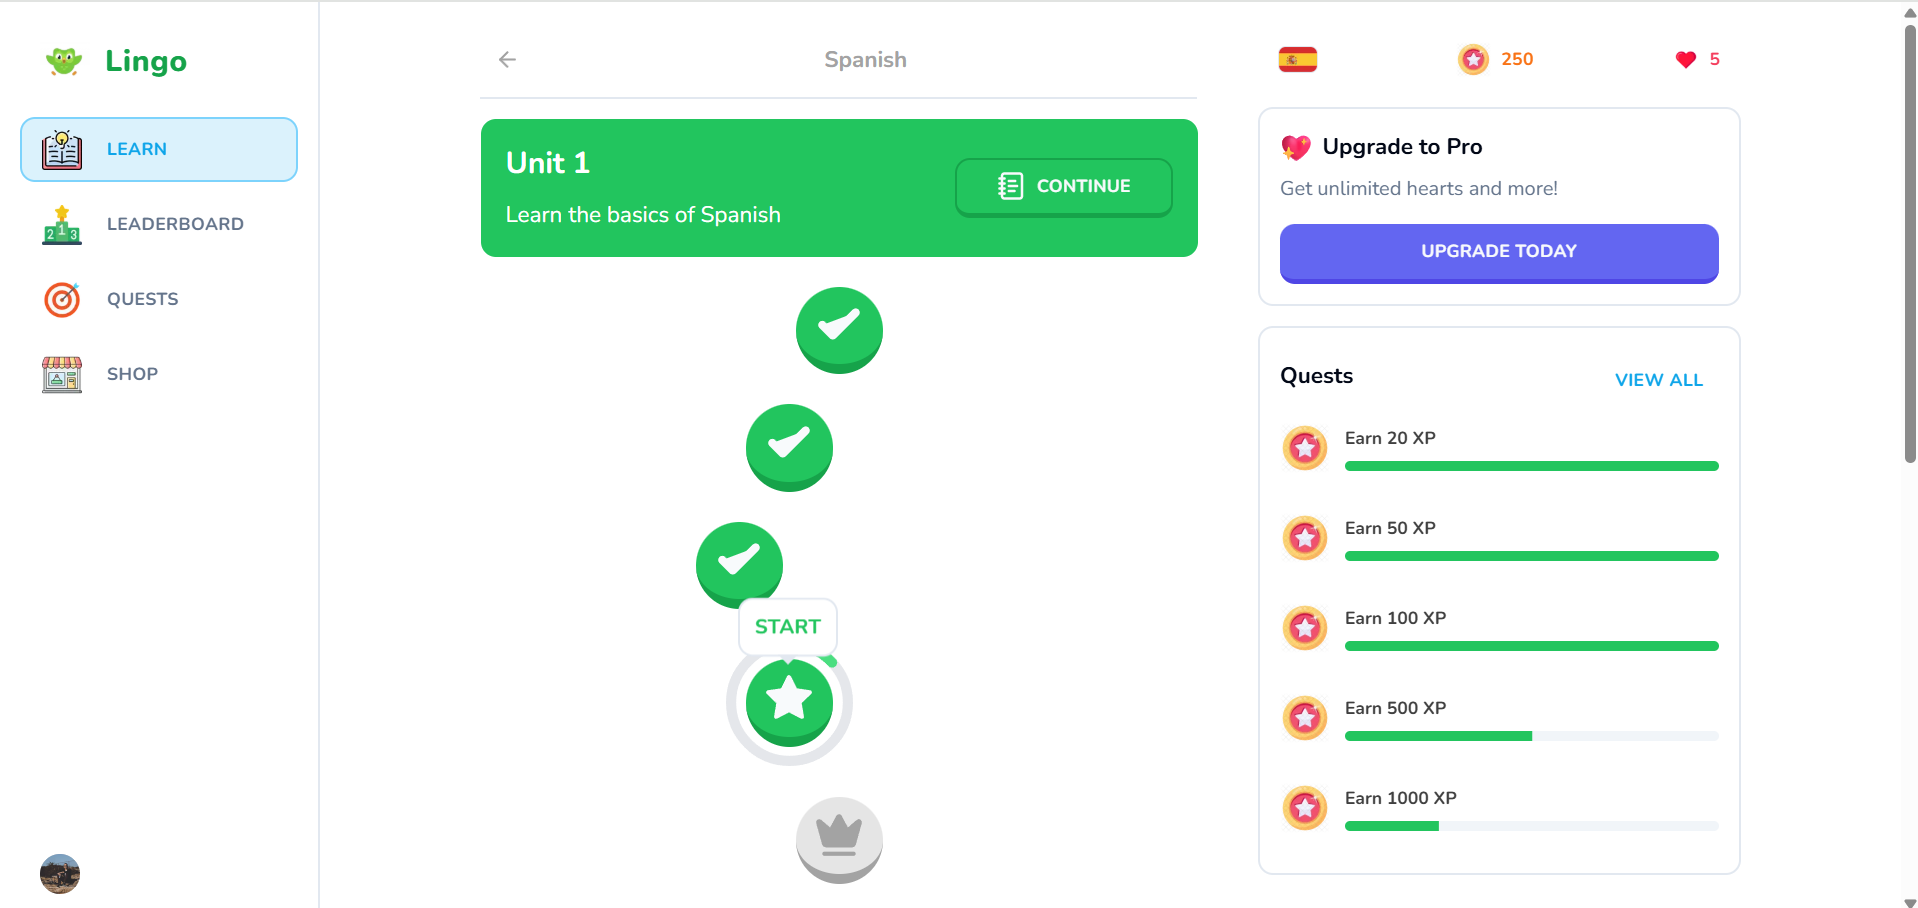 Lingo
LEARN
LEADERBOARD
QUESTS
SHOP
Spanish
Unit 1
Learn the basics of Spanish
CONTINUE
START
250
5
Upgrade to Pro
Get unlimited hearts and more!
UPGRADE TODAY
Quests
VIEW ALL
Earn 20 XP
Earn 50 XP
Earn 100 XP
Earn 500 XP
Earn 1000 XP